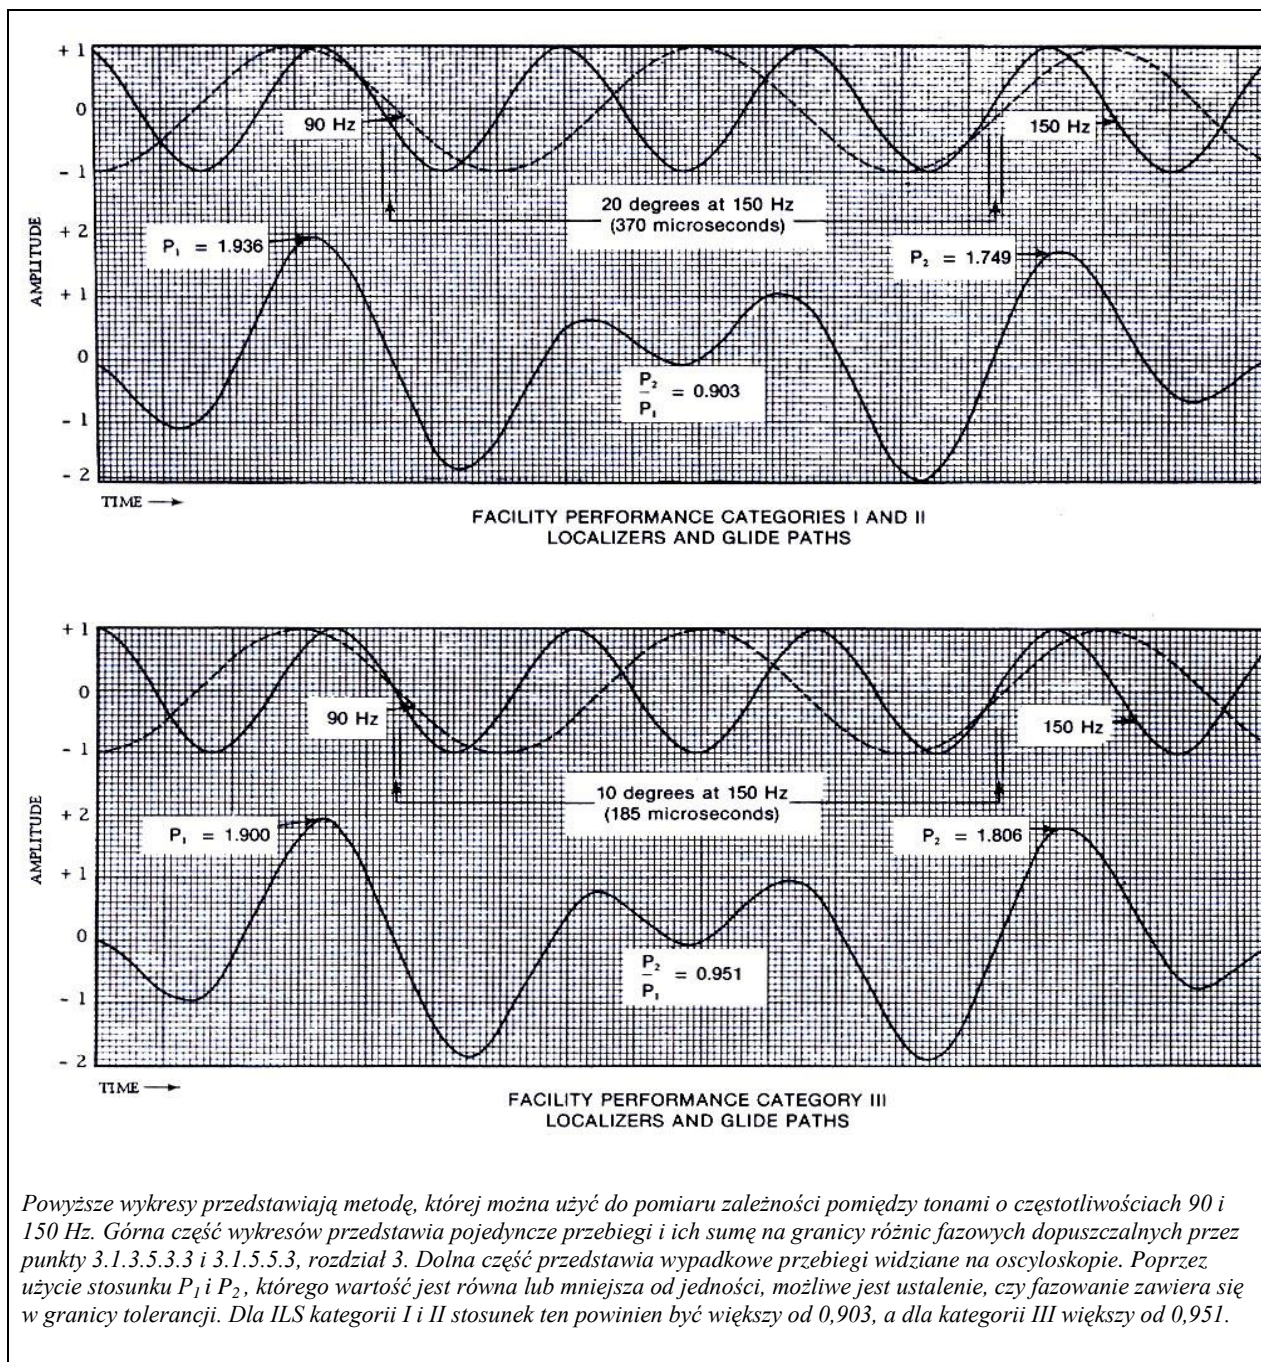 + 1
90 Hz
0
150 Hz
- 1
20 degrees at 150 Hz
(370 microseconds)
AMPLITUDE
+ 2
P₁ = 1.936
P₂ = 1.749
+ 1
0
P₂
P₁
= 0.903
- 1
- 2
TIME →
FACILITY PERFORMANCE CATEGORIES I AND II
LOCALIZERS AND GLIDE PATHS
+ 1
0
90 Hz
150 Hz
- 1
10 degrees at 150 Hz
(185 microseconds)
AMPLITUDE
+ 2
P₁ = 1.900
P₂ = 1.806
+ 1
0
P₂
P₁
= 0.951
- 1
- 2
TIME →
FACILITY PERFORMANCE CATEGORY III
LOCALIZERS AND GLIDE PATHS
Powyższe wykresy przedstawiają metodę, której można użyć do pomiaru zależności pomiędzy tonami o częstotliwościach 90 i
150 Hz. Górna część wykresów przedstawia pojedyncze przebiegi i ich sumę na granicy różnic fazowych dopuszczalnych przez
punkty 3.1.3.5.3.3 i 3.1.5.5.3, rozdział 3. Dolna część przedstawia wypadkowe przebiegi widziane na oscyloskopie. Poprzez
użycie stosunku P₁ i P₂ , którego wartość jest równa lub mniejsza od jedności, możliwe jest ustalenie, czy fazowanie zawiera się
w granicy tolerancji. Dla ILS kategorii I i II stosunek ten powinien być większy od 0,903, a dla kategorii III większy od 0,951.